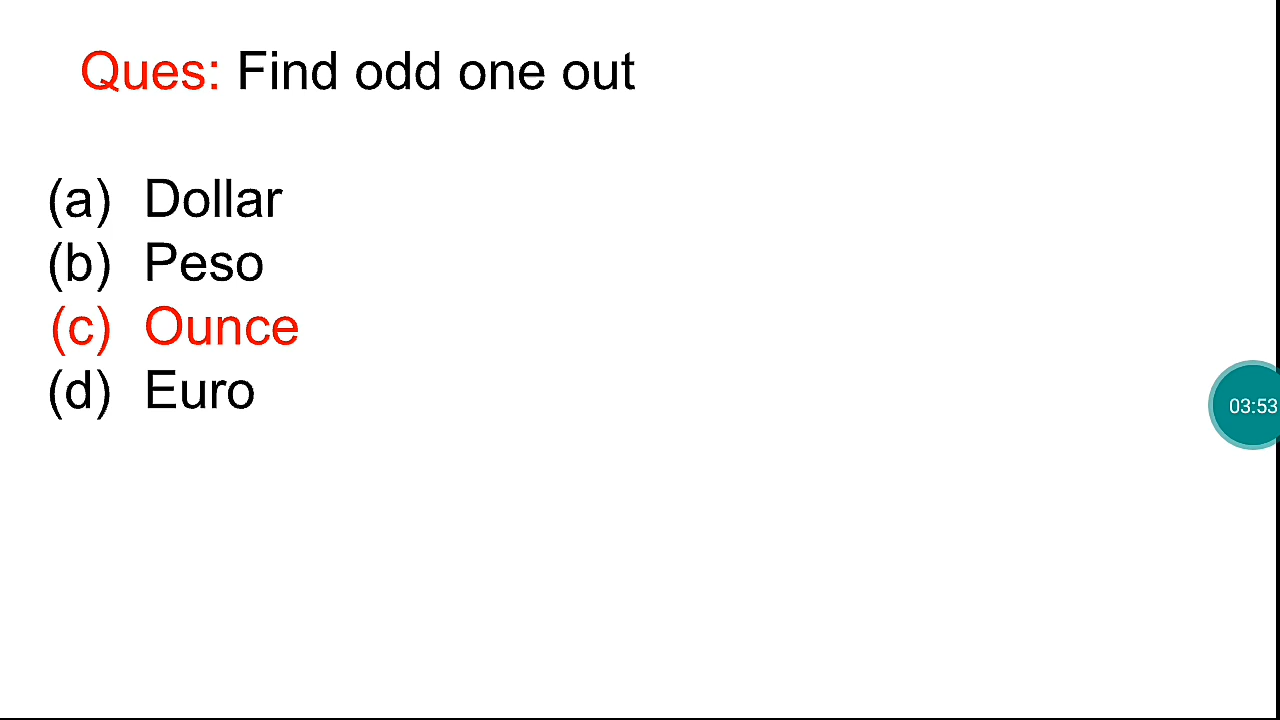 Ques: Find odd one out
(a) Dollar
(b) Peso
(c) Ounce
(d) Euro
03:53